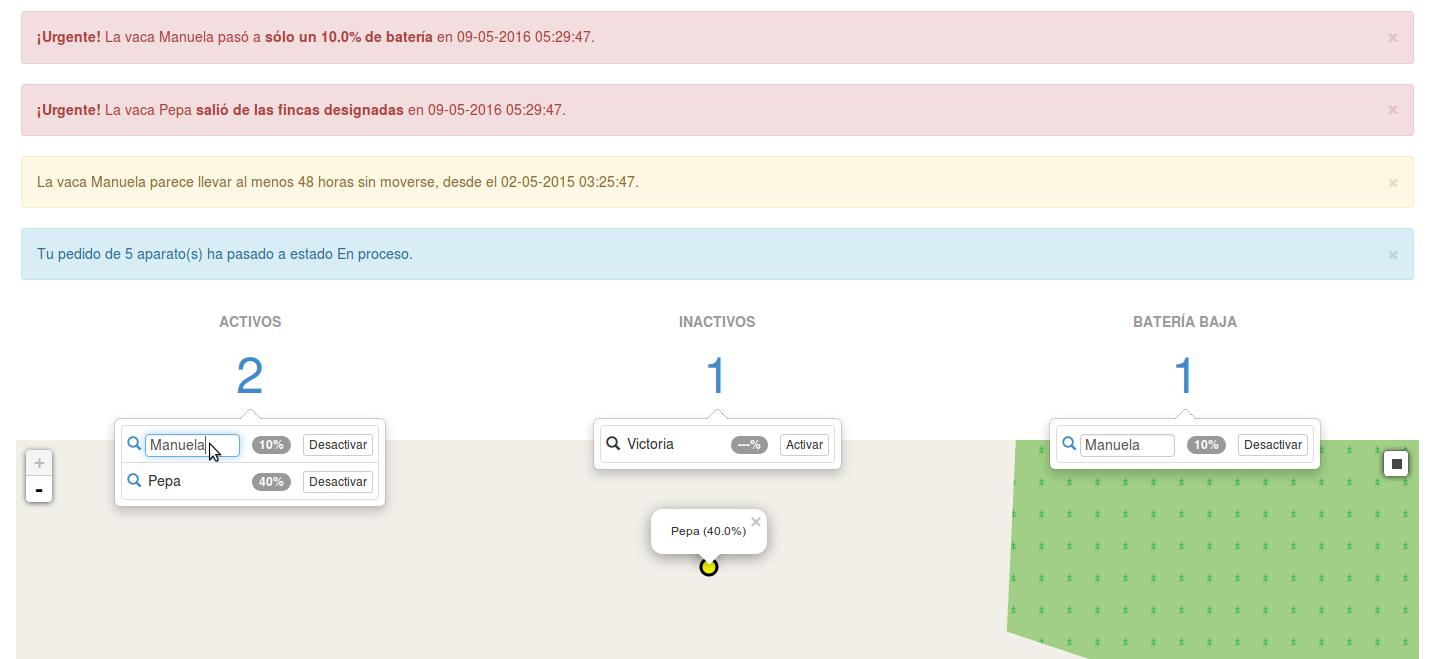 ¡Urgente! La vaca Manuela pasó a sólo un 10.0% de batería en 09-05-2016 05:29:47. ×
¡Urgente! La vaca Pepa salió de las fincas designadas en 09-05-2016 05:29:47. ×
La vaca Manuela parece llevar al menos 48 horas sin moverse, desde el 02-05-2015 03:25:47. ×
Tu pedido de 5 aparato(s) ha pasado a estado En proceso. ×
ACTIVOS
2
Manuela 10% Desactivar
Pepa 40% Desactivar
INACTIVOS
1
Victoria ---% Activar
BATERÍA BAJA
1
Manuela 10% Desactivar
+
-
Pepa (40.0%) ×